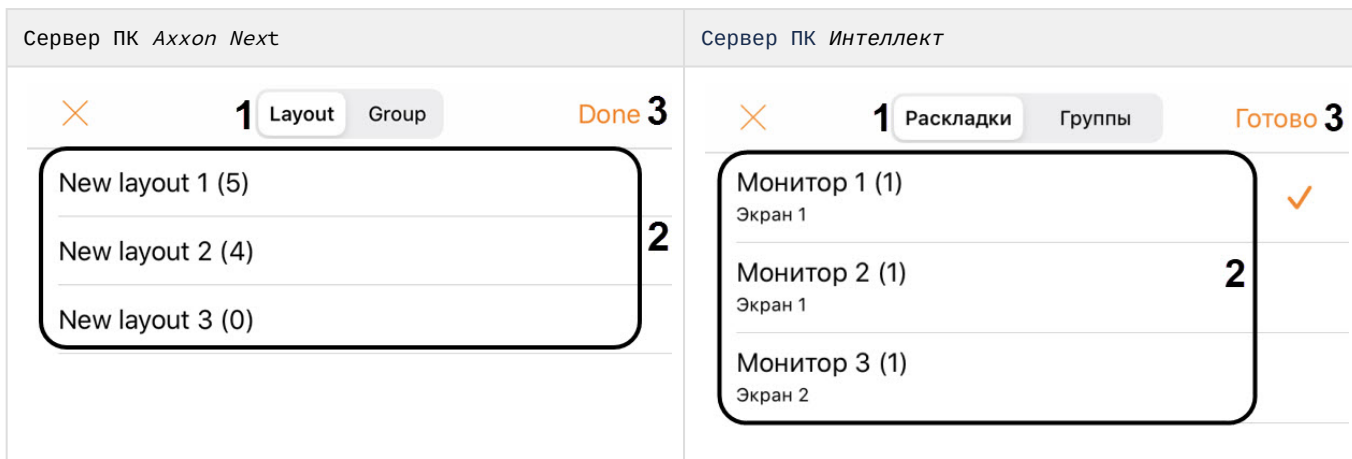 Сервер ПК Axxon Next
1 Layout Group Done 3
New layout 1 (5)
New layout 2 (4)
2
New layout 3 (0)
Сервер ПК Интеллект
1 Раскладки Группы Готово 3
Монитор 1 (1)
Экран 1
Монитор 2 (1)
2
Экран 1
Монитор 3 (1)
Экран 2